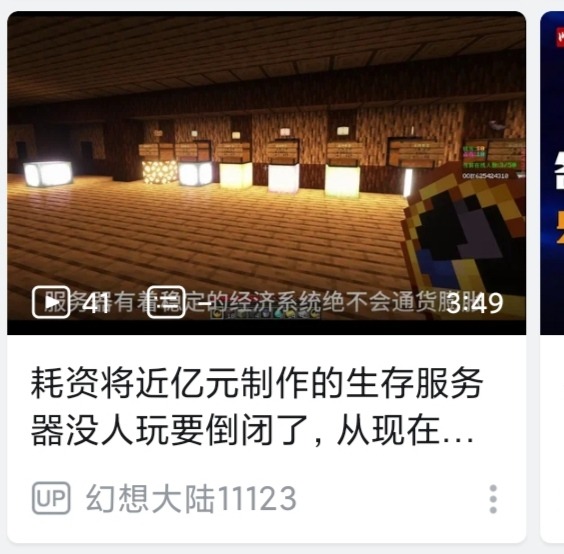 服务器有着稳定的经济系统绝不会通货膨胀
41
-
3:49
耗资将近亿元制作的生存服务
器没人玩要倒闭了，从现在...
UP 幻想大陆11123